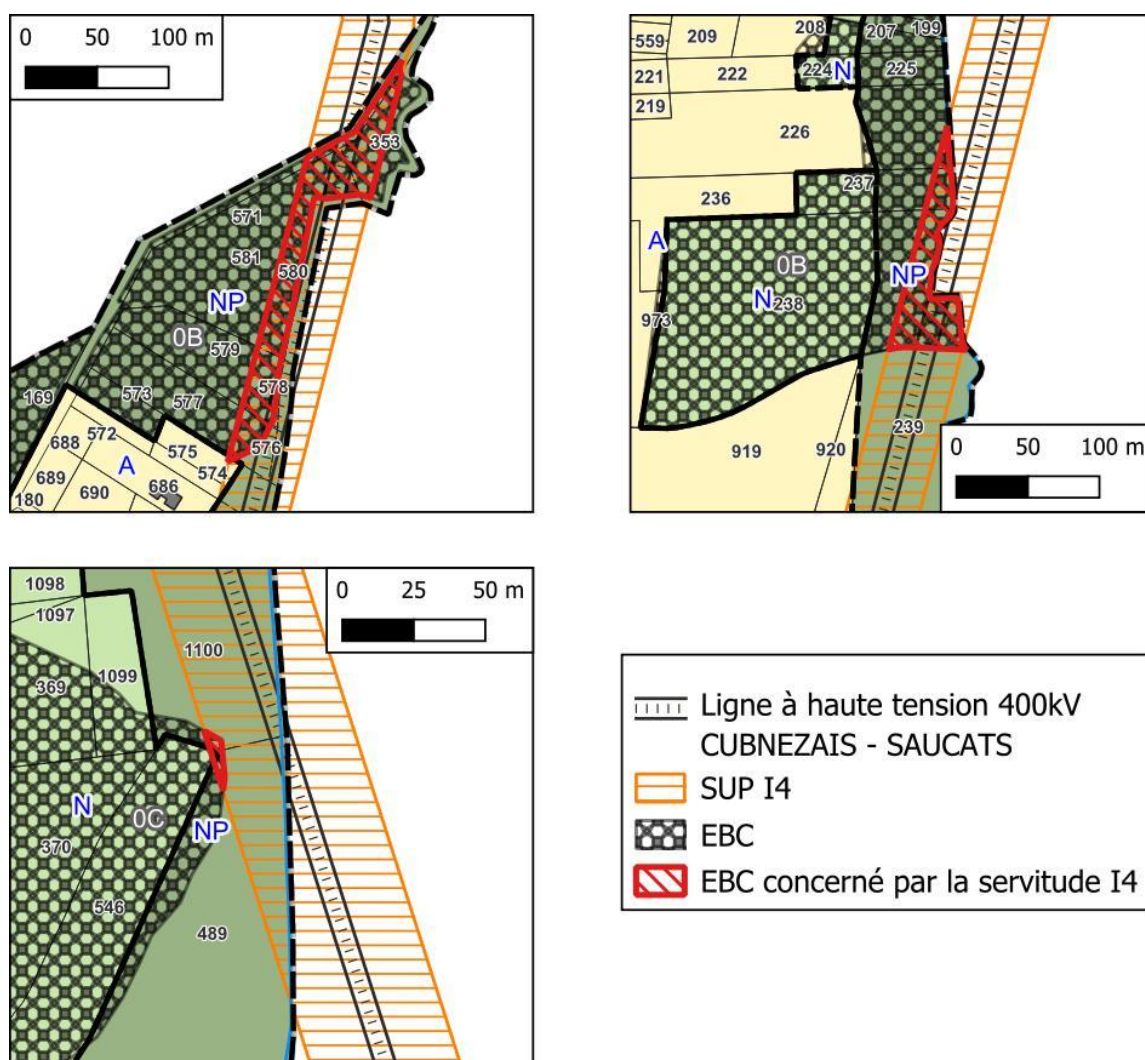 0 50 100 m
353
571
581
580
NP
0B
579
578
169
573
577
576
572
575
688
574
A
689
686
690
180
208
207
199
559
209
221
222
224
N
225
219
226
237
236
A
0B
NP
N
238
973
239
919
920
0 50 100 m
1098
1097
0 25 50 m
1100
1099
369
N
0C
NP
370
546
489
Ligne à haute tension 400kV
CUBNEZAIS - SAUCATS
SUP I4
EBC
EBC concerné par la servitude I4